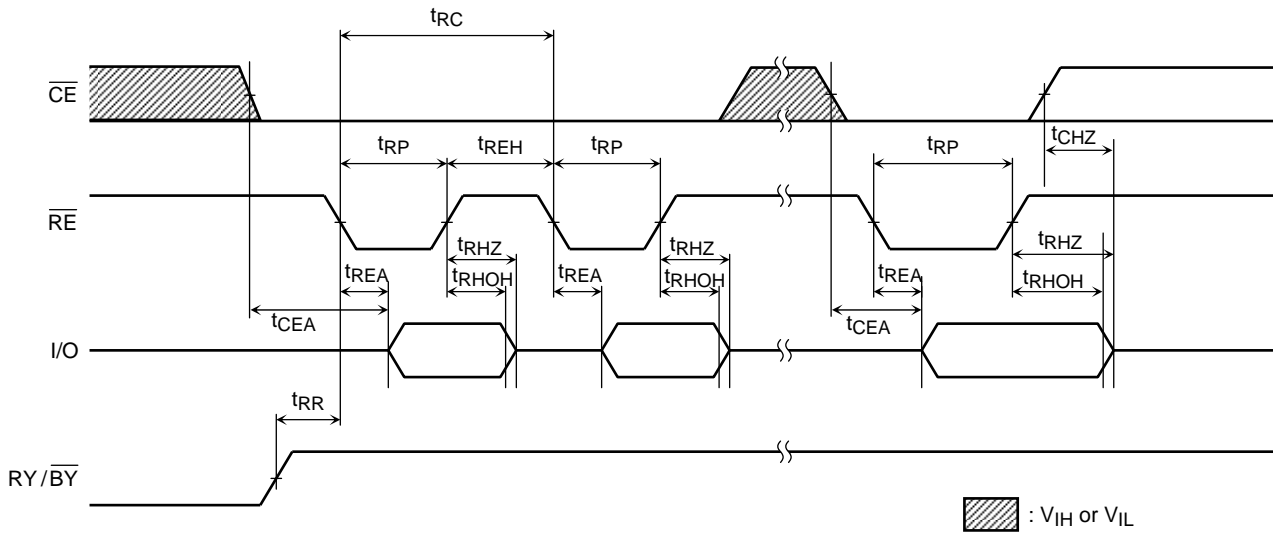 tRC
CE
tCHZ
tRP
tREH
tRP
tRP
RE
tRHZ
tRHZ
tRHZ
tREA
tRHOH
tREA
tRHOH
tREA
tRHOH
tCEA
tCEA
I/O
tRR
RY/BY
: VIH or VIL